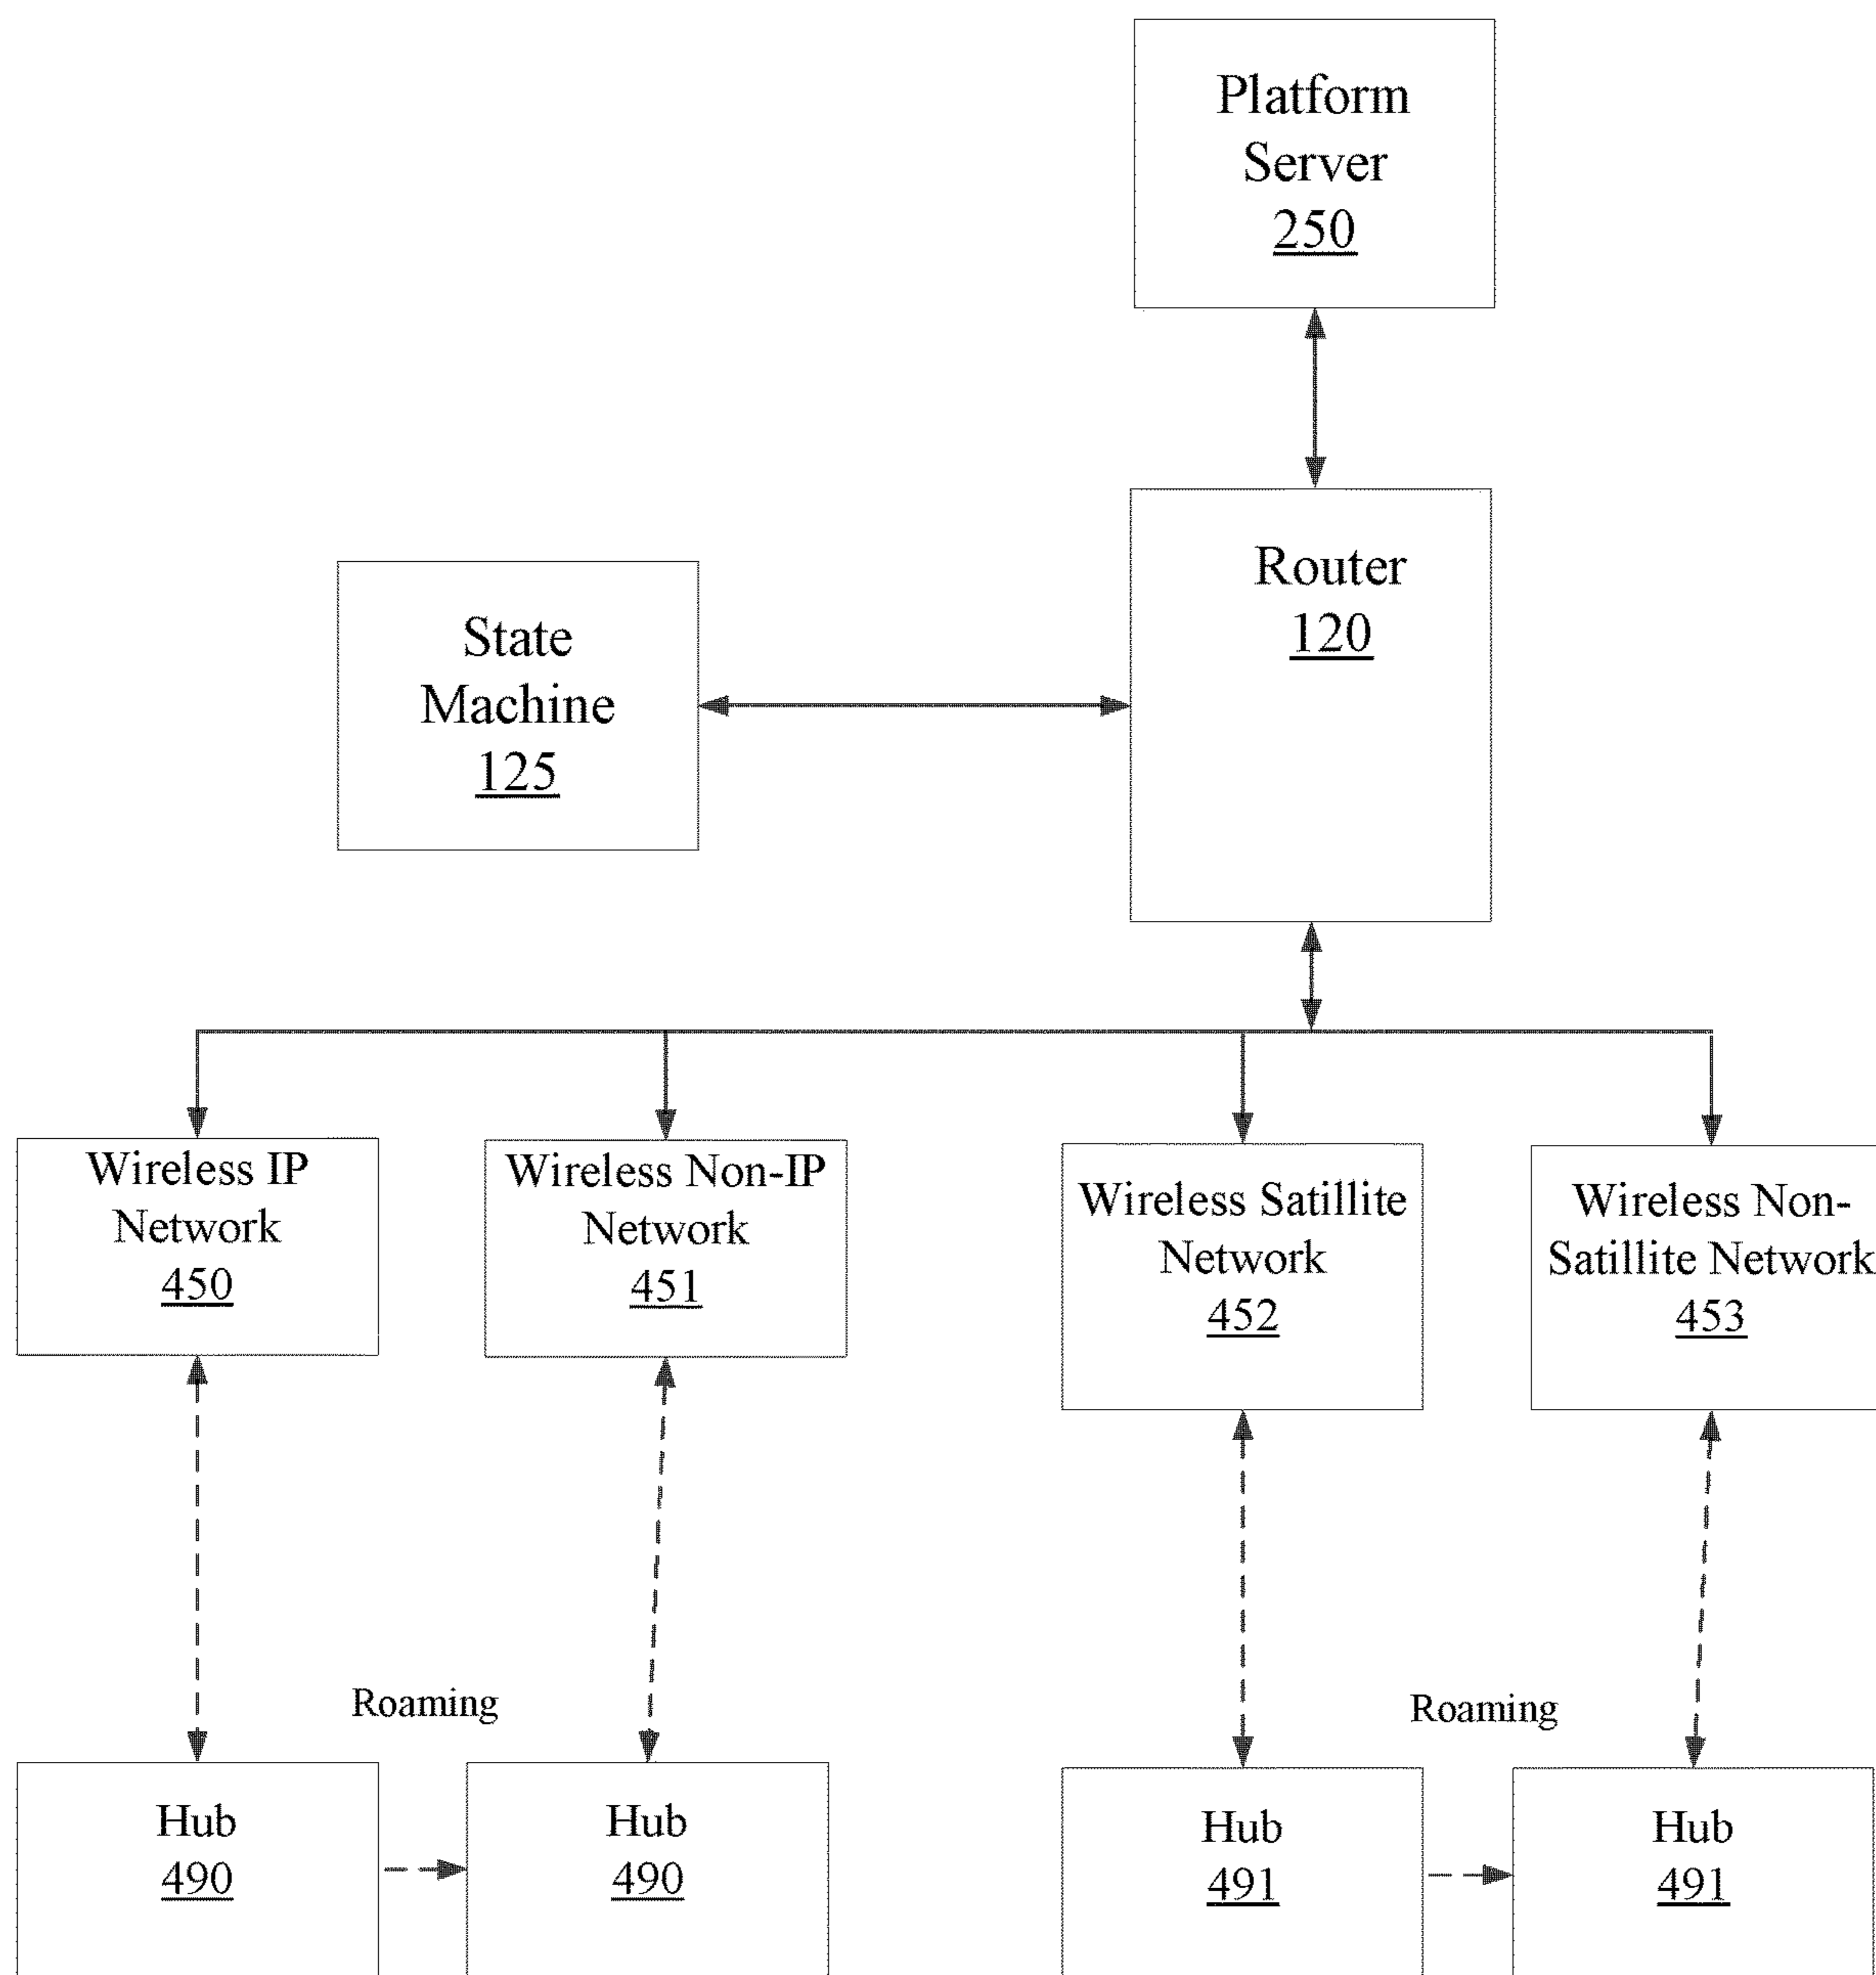 Platform
Server
250
Router
120
State
Machine
125
Wireless IP
Network
450
Wireless Non-IP
Network
451
Wireless Satillite
Network
452
Wireless Non-
Satillite Network
453
Roaming
Roaming
Hub
490
Hub
490
Hub
491
Hub
491